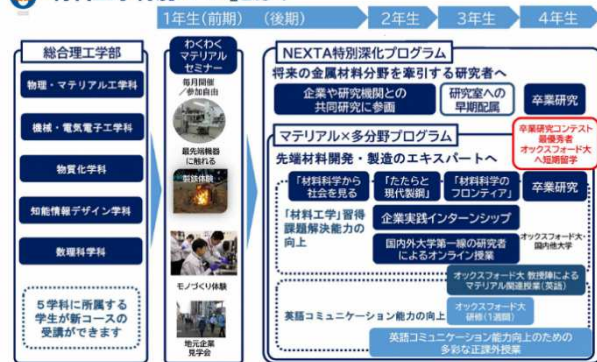 1年生(前期)
(後期)
2年生
3年生
4年生
総合理工学部
物理・マテリアル工学科
機械・電気電子工学科
物質化学科
知能情報デザイン学科
数理科学科
5学科に所属する
学生が新コースの
受講ができます
わくわく
マテリアル
セミナー
毎月開催
/参加自由
最先端機器
に触れる
製鉄体験
モノづくり体験
地元企業
見学会
NEXTA特別深化プログラム
将来の金属材料分野を牽引する研究者へ
企業や研究機関との
共同研究に参画
研究室への
早期配属
卒業研究
卒業研究コンテスト
最優秀者
オックスフォード大
へ短期留学
マテリアル×多分野プログラム
先端材料開発・製造のエキスパートへ
「材料科学から
社会を見る
「たたらと
現代製鋼」
「材料科学の
フロンティア」
卒業研究
「材料工学」習得
課題解決能力の
向上
企業実践インターンシップ
国内外大学第一線の研究者
によるオンライン授業
オックスフォード大・
国内他大学
オックスフォード大 教授陣による
マテリアル関連授業(英語)
英語コミュニケーション能力の向上
オックスフォード大
研修(1週間)
英語コミュニケーション能力向上のための
多彩な正課外授業